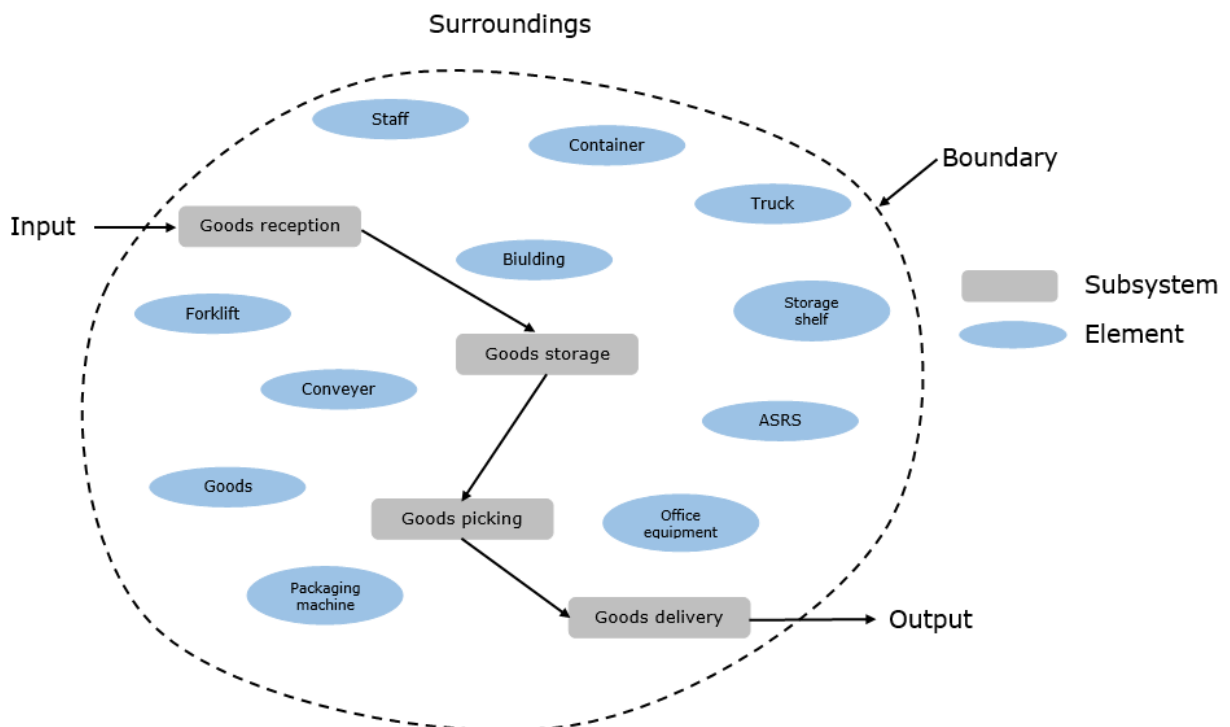 Surroundings
Staff
Container
Boundary
Truck
Input
Goods reception
Biulding
Subsystem
Forklift
Storage
shelf
Element
Goods storage
Conveyer
ASRS
Goods
Goods picking
Office
equipment
Packaging
machine
Goods delivery
Output